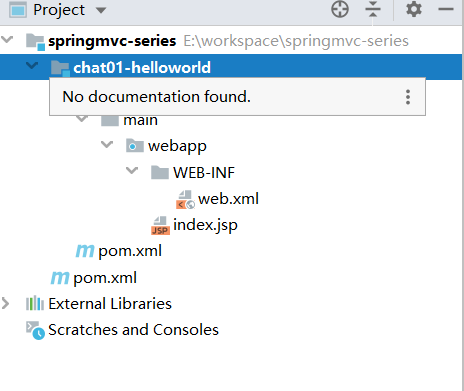 Project
springmvc-series E:\workspace\springmvc-series
chat01-helloworld
No documentation found.
main
webapp
WEB-INF
web.xml
JSP index.jsp
m pom.xml
m pom.xml
External Libraries
Scratches and Consoles